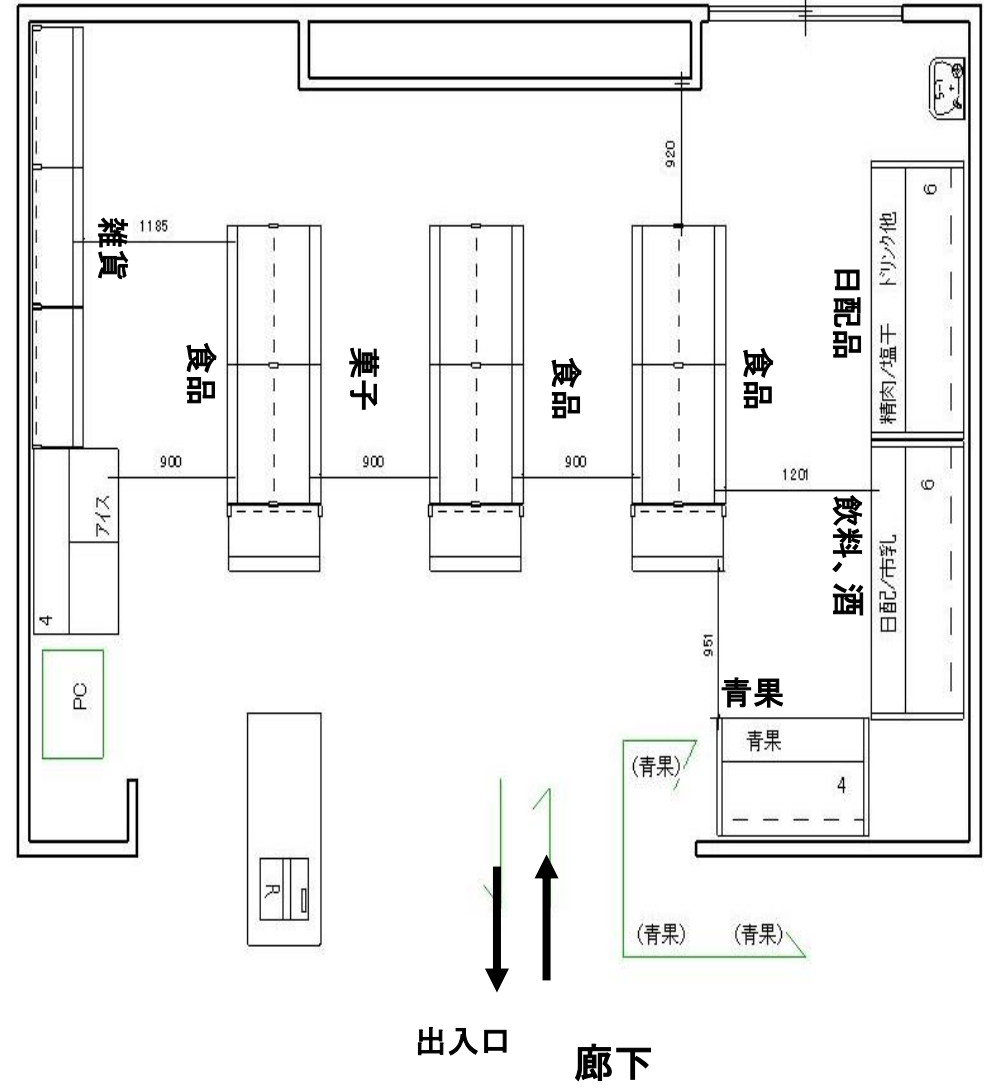 S-1
920
6
ドリンク他
精肉/塩干
日配品
雑貨
1185
食品
菓子
食品
食品
900
900
900
1201
アイス
4
6
日配/市乳
飲料、酒
951
PC
青果
青果
4
(青果)
R
(青果)
(青果)
出入口
廊下